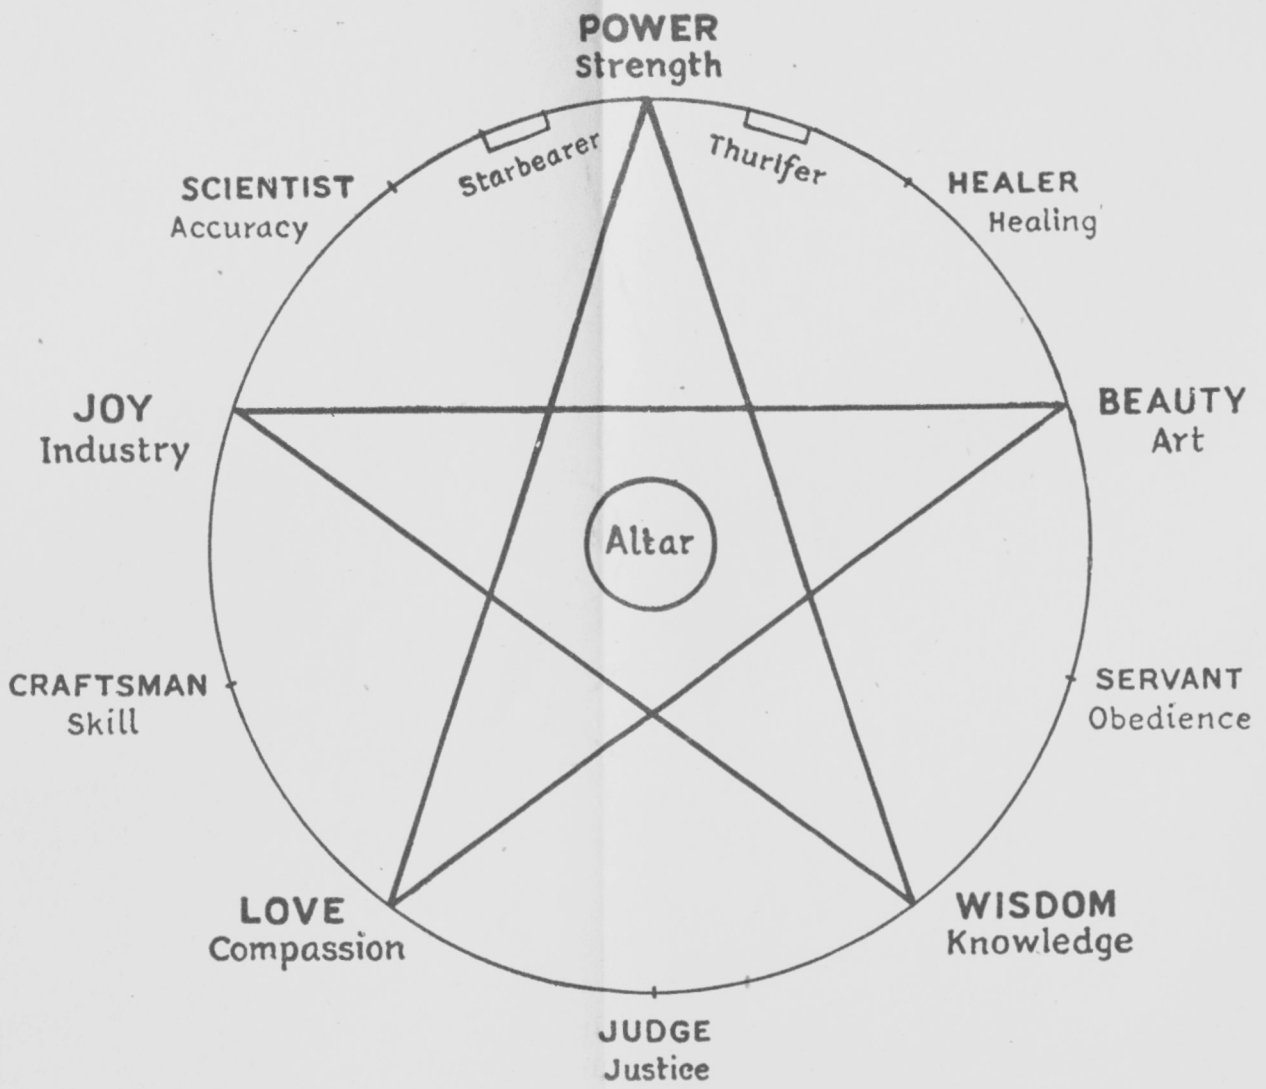 POWER
Strength
Starbearer
Thurifer
SCIENTIST
Accuracy
HEALER
Healing
JOY
Industry
BEAUTY
Art
Altar
CRAFTSMAN
Skill
SERVANT
Obedience
LOVE
Compassion
WISDOM
Knowledge
JUDGE
Justice